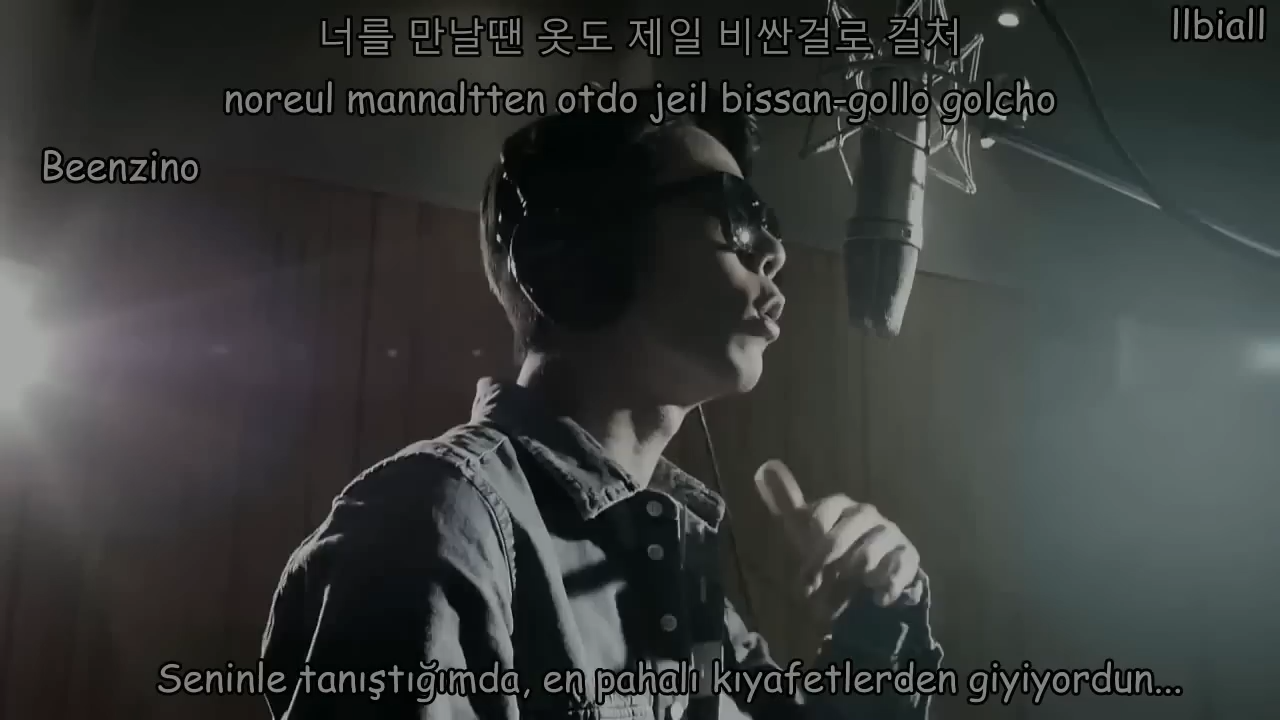 너를 만날땐 옷도 제일 비싼걸로 걸쳐
llbiall
noreul mannaltten otdo jeil bissan-gollo golcho
Beenzino
Seninle tanıştığımda, en pahalı kıyafetlerden giyiyordun...